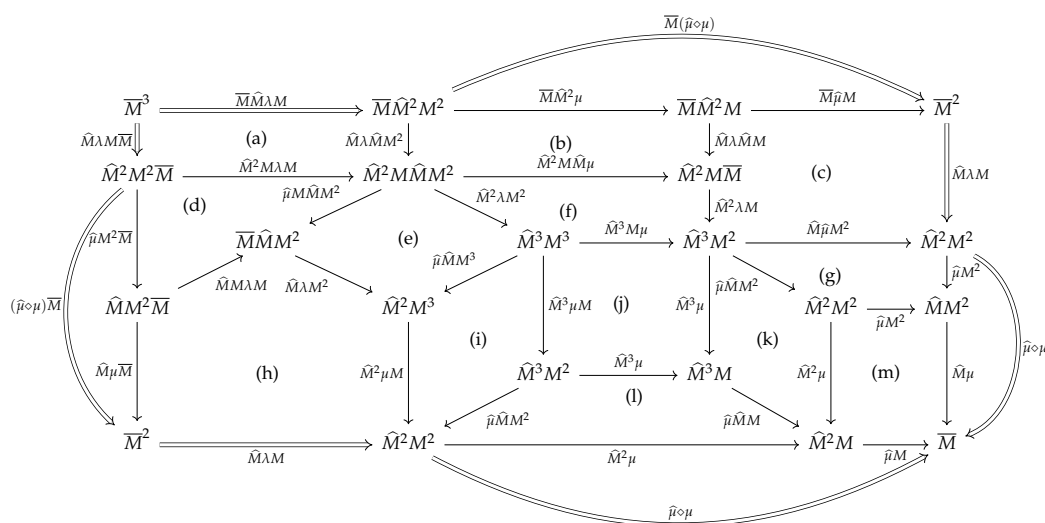 M̅(μ̂⋄μ)
M̅³ M̅M̂λM M̅M̂²M² M̅M̂²μ M̅M̂²M M̅μ̂M M̅²
M̂λMM̅ (a) M̂λM̂M² (b) M̂λM̂M
M̂²M²M̅ M̂²MλM M̂²MM̂M² M̂²MM̂μ M̂²MM̅ (c) M̂λM
(d) μ̂MM̂M² M̂²λM² (f) M̂²λM
μ̂M²M̅ M̅M̂M² (e) M̂³M³ M̂³Mμ M̂³M² M̂μ̂M² M̂²M²
μ̂M̂M³ (g) μ̂M²
(μ̂⋄μ)M̅ M̂MλM M̂λM² M̂³μM (j) M̂³μ μ̂M̂M²
M̂M²M̅ M̂²M³ M̂²M² μ̂M² M̂M² μ̂⋄μ
M̂μM̅ (h) M̂²μM (i) M̂³M² M̂³μ M̂³M (k) M̂²μ (m) M̂μ
μ̂M̂M² (l) μ̂M̂M
M̅² M̂λM M̂²M² M̂²μ M̂²M μ̂M M̅
μ̂⋄μ